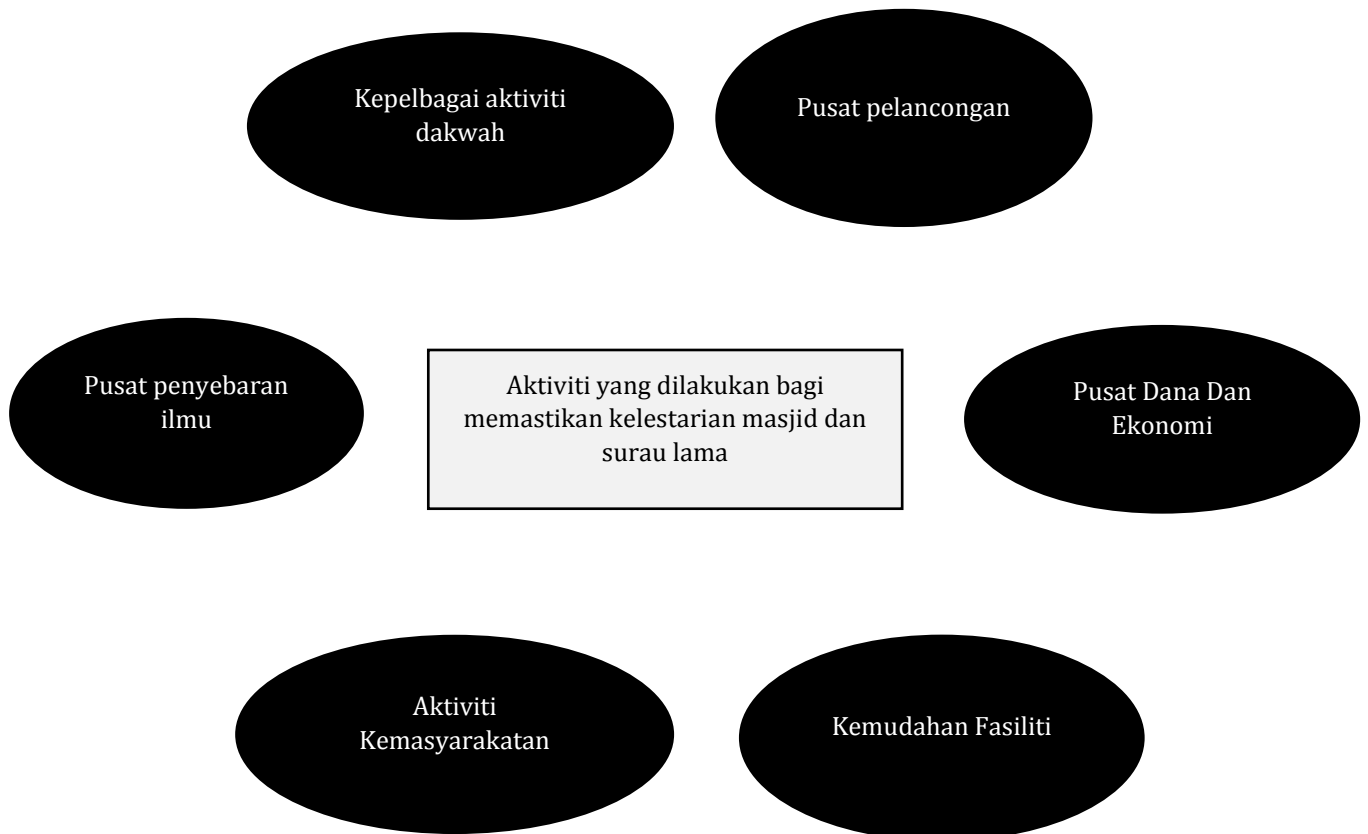 Kepelbagai aktiviti
dakwah
Pusat pelancongan
Pusat penyebaran
ilmu
Aktiviti yang dilakukan bagi
memastikan kelestarian masjid dan
surau lama
Pusat Dana Dan
Ekonomi
Aktiviti
Kemasyarakatan
Kemudahan Fasiliti